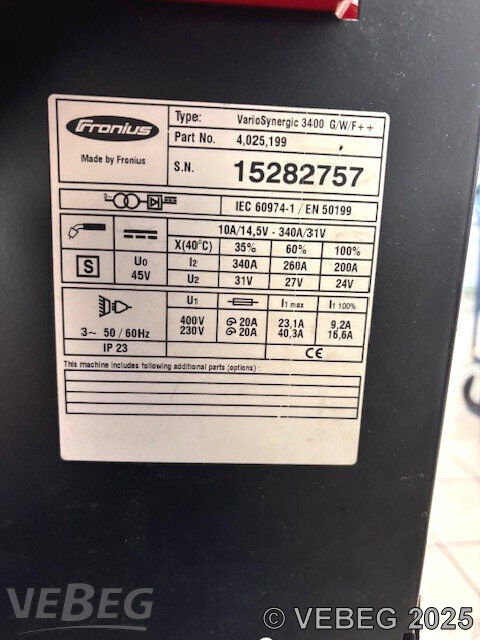 Fronius
Made by Fronius
Type: VarioSynergic 3400 G/W/F++
Part No. 4,025,199
S.N. 15282757
IEC 60974-1 / EN 50199
10A/14,5V - 340A/31V
X(40°C) 35% 60% 100%
S U0 45V I2 340A 260A 200A
U2 31V 27V 24V
U1 I1 max I1 100%
3~ 50/60Hz 400V 20A 23,1A 9,2A
230V 20A 40,3A 16,6A
IP 23 CE
This machine includes following additional parts (options) :
VEBEG
© VEBEG 2025